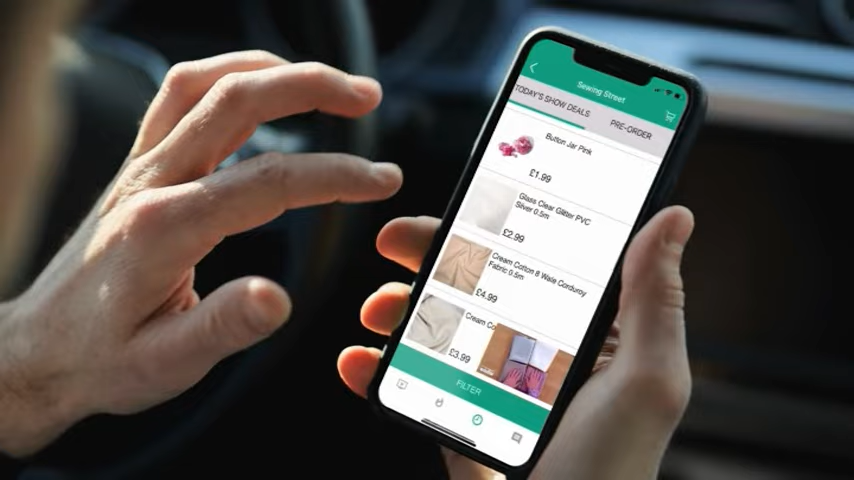 Sewing Street
TODAY'S SHOW DEALS
PRE-ORDER
Button Jar Pink
£1.99
Glass Clear Glitter PVC
Silver 0.5m
£2.99
Cream Cotton 8 Wale Corduroy
Fabric 0.5m
£4.99
Cream Co
£3.99
FILTER